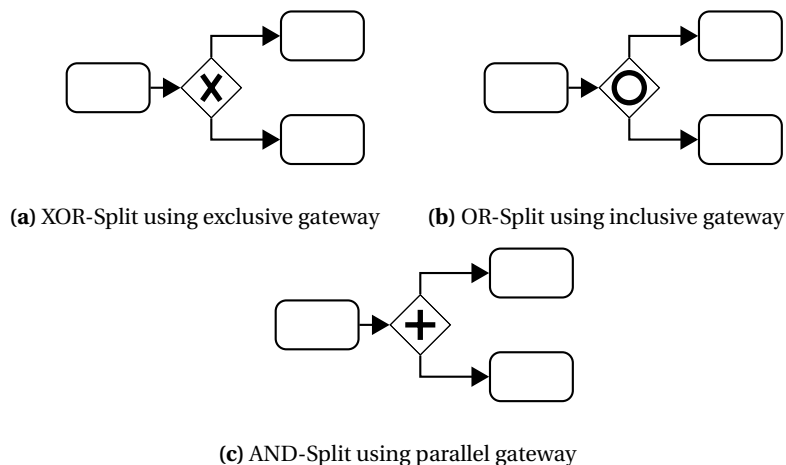 (a) XOR-Split using exclusive gateway
(b) OR-Split using inclusive gateway
(c) AND-Split using parallel gateway